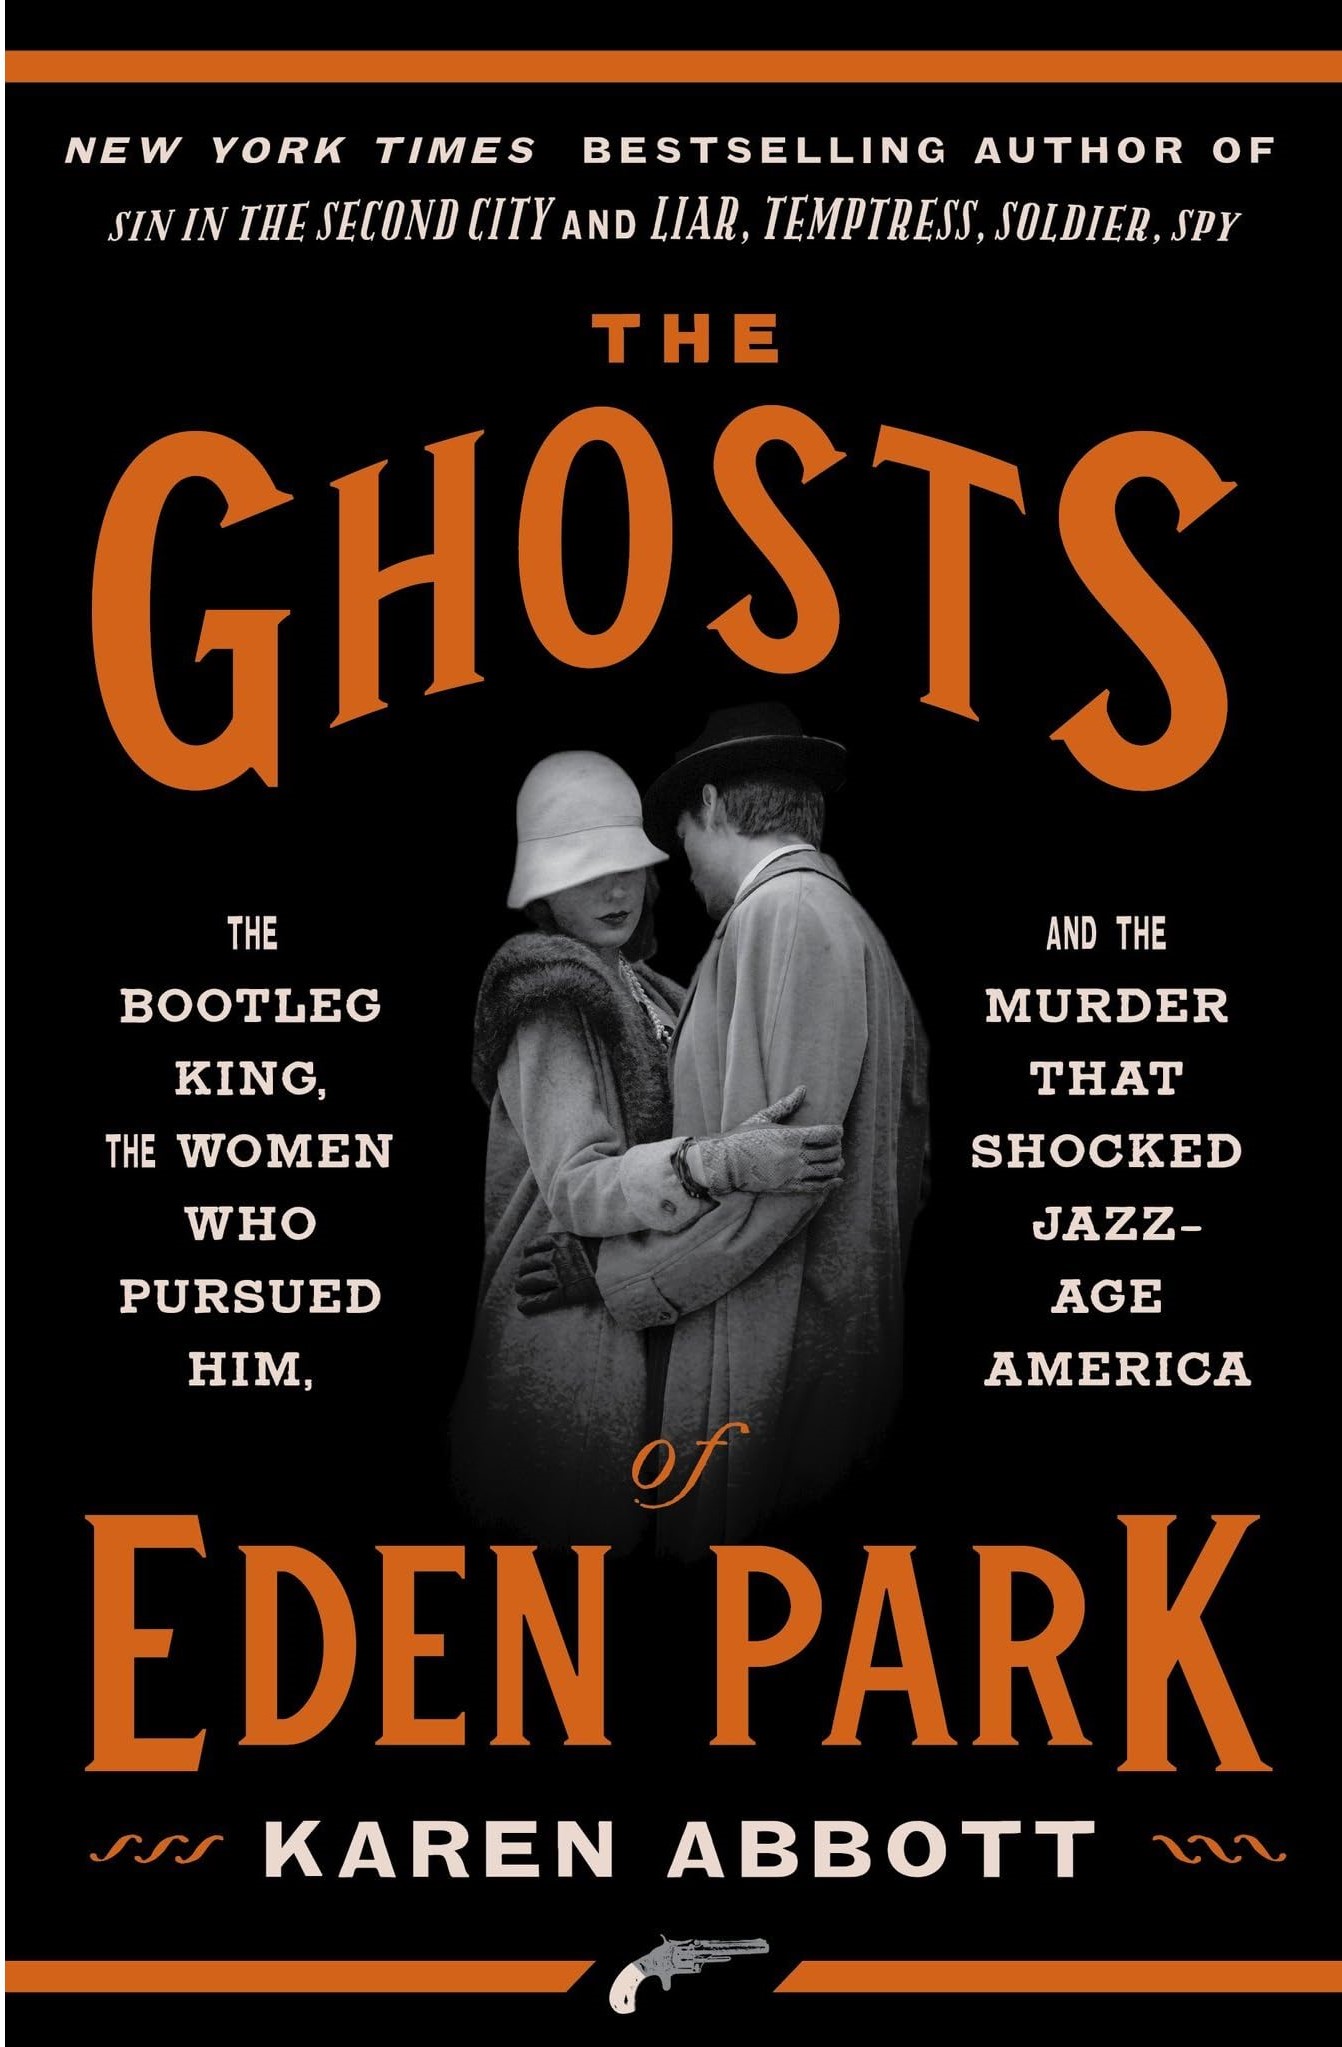 NEW YORK TIMES BESTSELLING AUTHOR OF
SIN IN THE SECOND CITY AND LIAR, TEMPTRESS, SOLDIER, SPY
THE
GHOSTS
THE
BOOTLEG
KING,
THE WOMEN
WHO
PURSUED
HIM,
AND THE
MURDER
THAT
SHOCKED
JAZZ-
AGE
AMERICA
of
EDEN PARK
KAREN ABBOTT